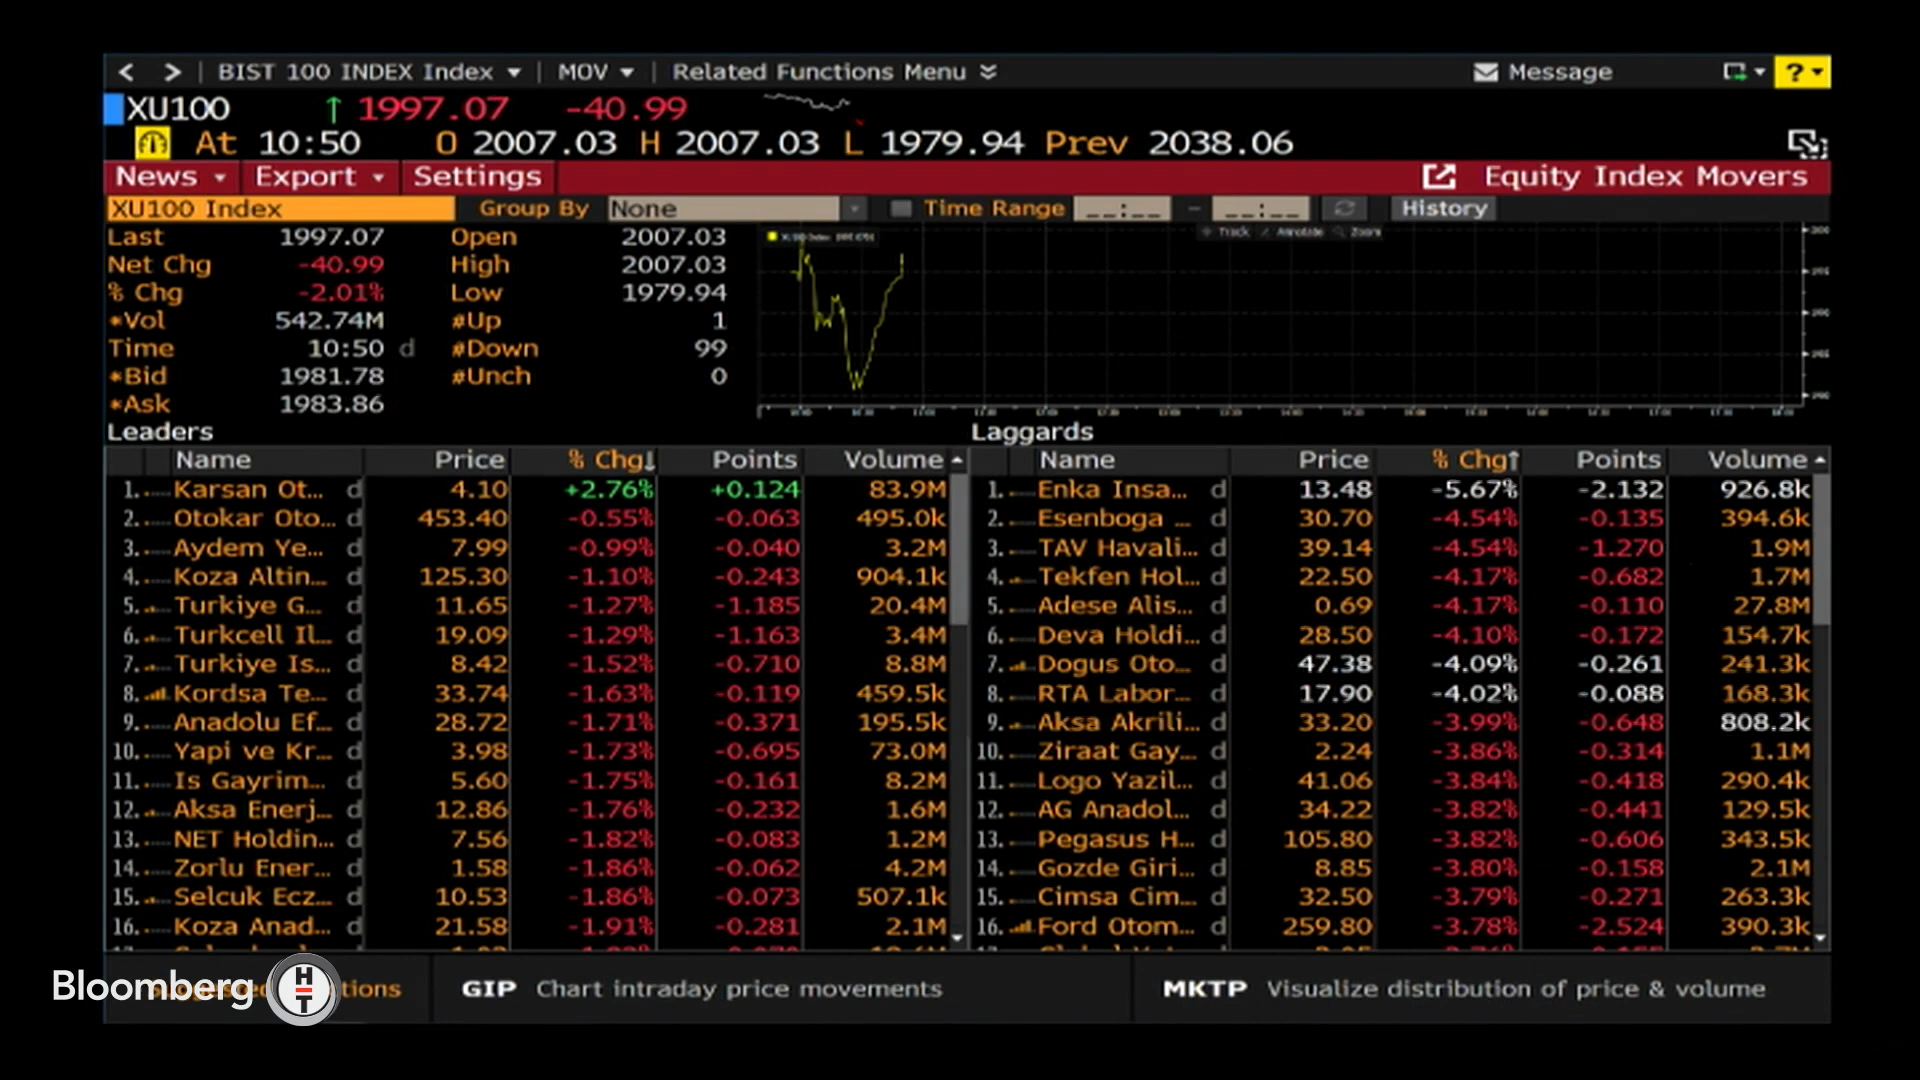 < > BIST 100 INDEX Index MOV Related Functions Menu Message ?
XU100 ↑ 1997.07 -40.99
At 10:50 O 2007.03 H 2007.03 L 1979.94 Prev 2038.06
News Export Settings Equity Index Movers
XU100 Index Group By None Time Range __:__ – __:__ History
Last 1997.07 Open 2007.03
Track Annotate Zoom
Net Chg -40.99 High 2007.03
% Chg -2.01% Low 1979.94
*Vol 542.74M #Up 1
Time 10:50 d #Down 99
*Bid 1981.78 #Unch 0
*Ask 1983.86
Leaders Laggards
Name Price % Chg↓ Points Volume Name Price % Chg↑ Points Volume
1. Karsan Ot... d 4.10 +2.76% +0.124 83.9M 1. Enka Insa... d 13.48 -5.67% -2.132 926.8k
2. Otokar Oto... d 453.40 -0.55% -0.063 495.0k 2. Esenboga ... d 30.70 -4.54% -0.135 394.6k
3. Aydem Ye... d 7.99 -0.99% -0.040 3.2M 3. TAV Havali... d 39.14 -4.54% -1.270 1.9M
4. Koza Altin... d 125.30 -1.10% -0.243 904.1k 4. Tekfen Hol... d 22.50 -4.17% -0.682 1.7M
5. Turkiye G... d 11.65 -1.27% -1.185 20.4M 5. Adese Alis... d 0.69 -4.17% -0.110 27.8M
6. Turkcell Il... d 19.09 -1.29% -1.163 3.4M 6. Deva Holdi... d 28.50 -4.10% -0.172 154.7k
7. Turkiye Is... d 8.42 -1.52% -0.710 8.8M 7. Dogus Oto... d 47.38 -4.09% -0.261 241.3k
8. Kordsa Te... d 33.74 -1.63% -0.119 459.5k 8. RTA Labor... d 17.90 -4.02% -0.088 168.3k
9. Anadolu Ef... d 28.72 -1.71% -0.371 195.5k 9. Aksa Akrili... d 33.20 -3.99% -0.648 808.2k
10. Yapi ve Kr... d 3.98 -1.73% -0.695 73.0M 10. Ziraat Gay... d 2.24 -3.86% -0.314 1.1M
11. Is Gayrim... d 5.60 -1.75% -0.161 8.2M 11. Logo Yazil... d 41.06 -3.84% -0.418 290.4k
12. Aksa Enerj... d 12.86 -1.76% -0.232 1.6M 12. AG Anadol... d 34.22 -3.82% -0.441 129.5k
13. NET Holdin... d 7.56 -1.82% -0.083 1.2M 13. Pegasus H... d 105.80 -3.82% -0.606 343.5k
14. Zorlu Ener... d 1.58 -1.86% -0.062 4.2M 14. Gozde Giri... d 8.85 -3.80% -0.158 2.1M
15. Selcuk Ecz... d 10.53 -1.86% -0.073 507.1k 15. Cimsa Cim... d 32.50 -3.79% -0.271 263.3k
16. Koza Anad... d 21.58 -1.91% -0.281 2.1M 16. Ford Otom... d 259.80 -3.78% -2.524 390.3k
Bloomberg HT GIP Chart intraday price movements MKTP Visualize distribution of price & volume